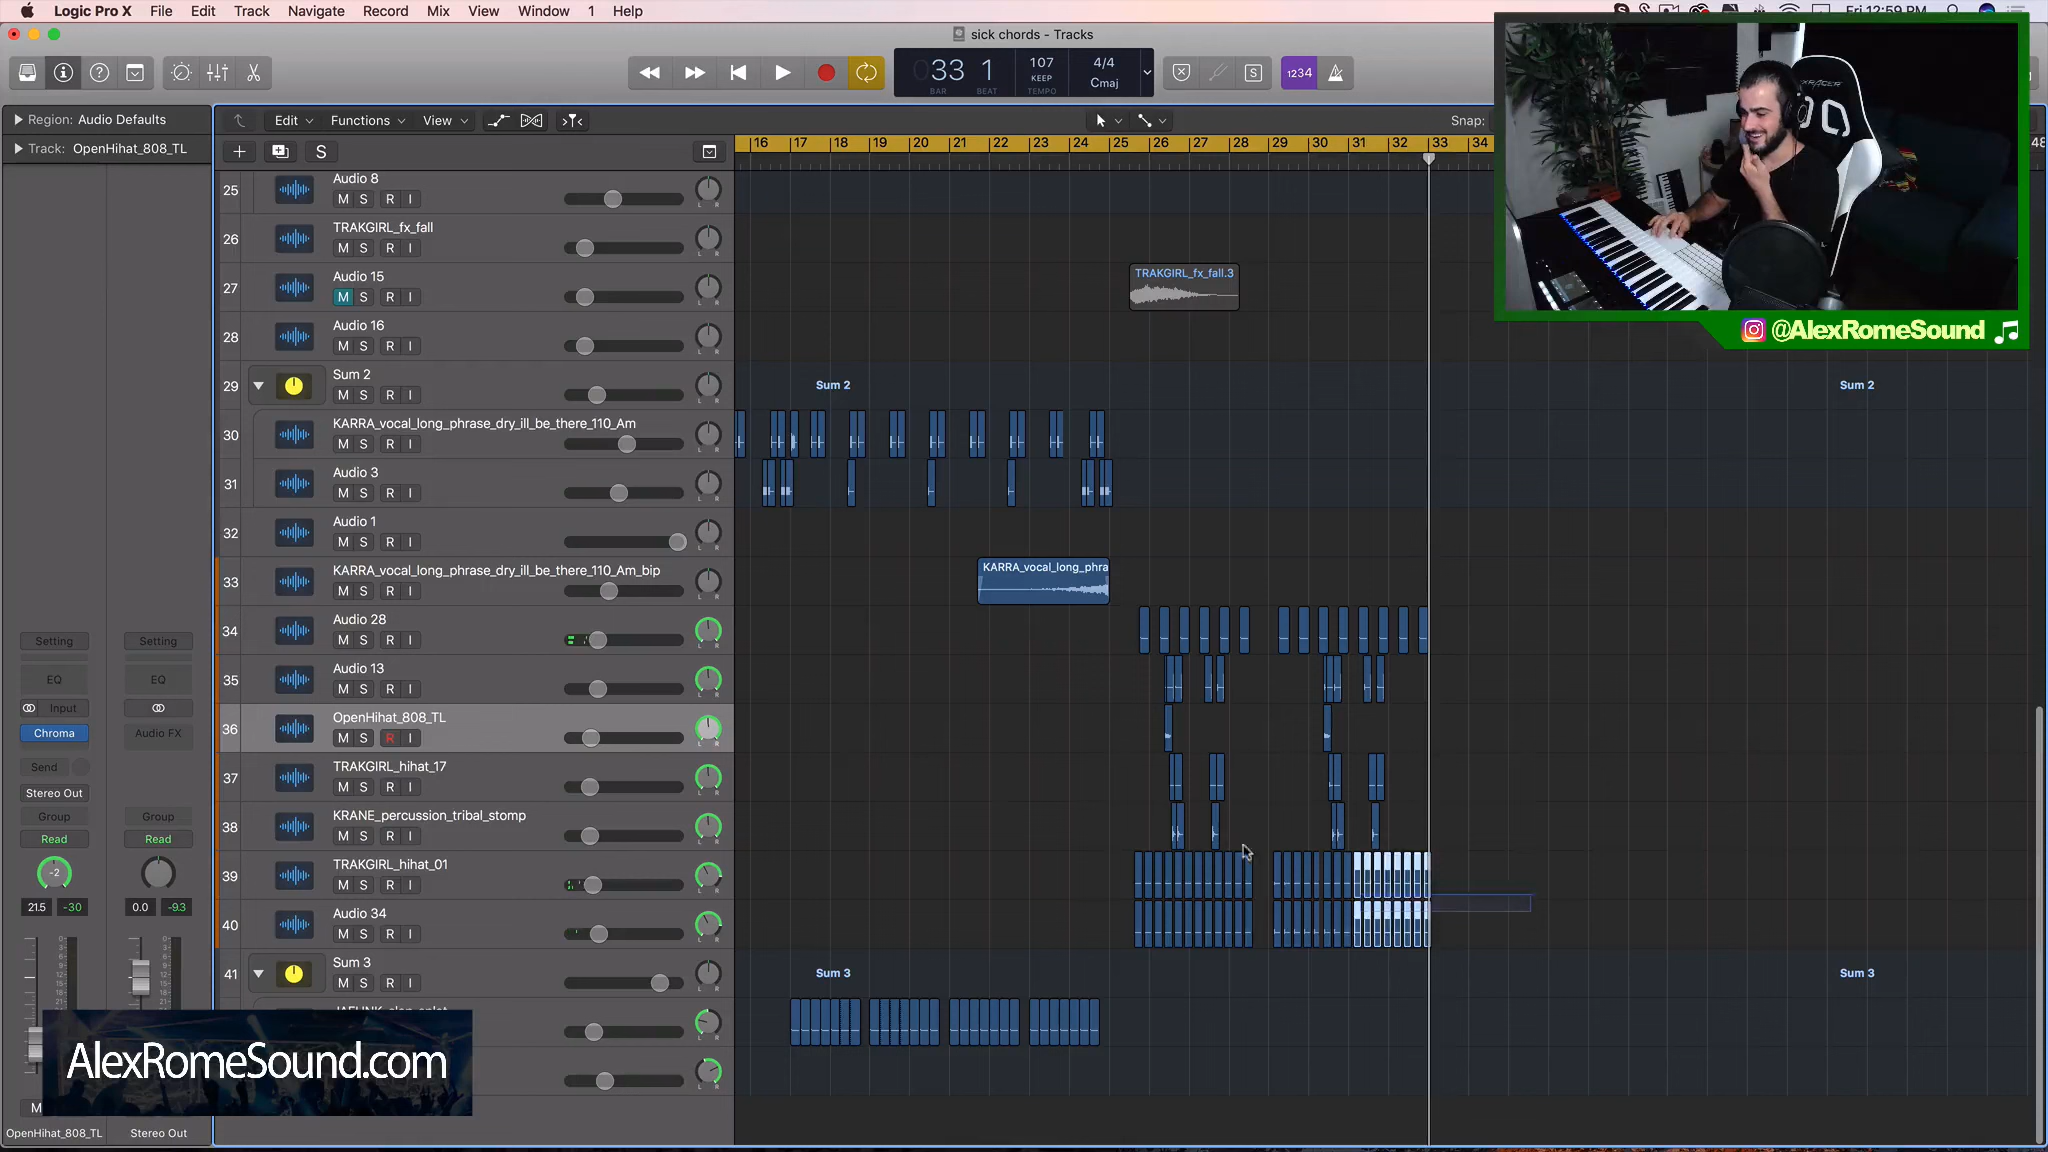 Logic Pro X File Edit Track Navigate Record Mix View Window 1 Help
Fri 12:59 PM
sick chords - Tracks
33 1 107 4/4
KEEP Cmaj
BAR BEAT TEMPO
S 1234
Region: Audio Defaults
Track: OpenHihat_808_TL
Edit Functions View
Snap:
S
16 17 18 19 20 21 22 23 24 25 26 27 28 29 30 31 32 33 34 48
@AlexRomeSound
25 Audio 8
M S R I
26 TRAKGIRL_fx_fall
M S R I
27 Audio 15
M S R I
TRAKGIRL_fx_fall.3
28 Audio 16
M S R I
29 Sum 2
M S R I
Sum 2 Sum 2
30 KARRA_vocal_long_phrase_dry_ill_be_there_110_Am
M S R I
31 Audio 3
M S R I
32 Audio 1
M S R I
33 KARRA_vocal_long_phrase_dry_ill_be_there_110_Am_bip
M S R I
KARRA_vocal_long_phra
34 Audio 28
M S R I
35 Audio 13
M S R I
36 OpenHihat_808_TL
M S R I
37 TRAKGIRL_hihat_17
M S R I
38 KRANE_percussion_tribal_stomp
M S R I
39 TRAKGIRL_hihat_01
M S R I
40 Audio 34
M S R I
41 Sum 3
M S R I
Sum 3 Sum 3
Setting Setting
EQ EQ
Input
Chroma Audio FX
Send
Stereo Out
Group Group
Read Read
-2
21.5 -30 0.0 -9.3
AlexRomeSound.com
M
OpenHihat_808_TL Stereo Out